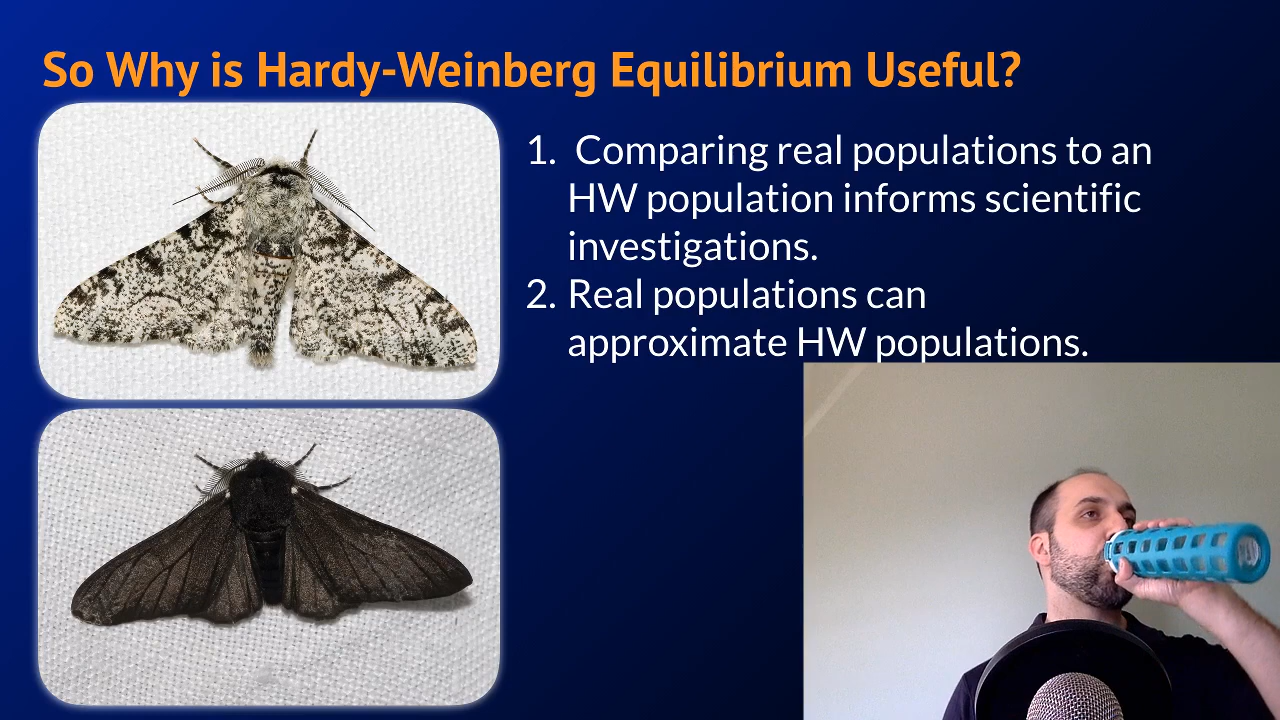 So Why is Hardy-Weinberg Equilibrium Useful?
1. Comparing real populations to an
HW population informs scientific
investigations.
2. Real populations can
approximate HW populations.